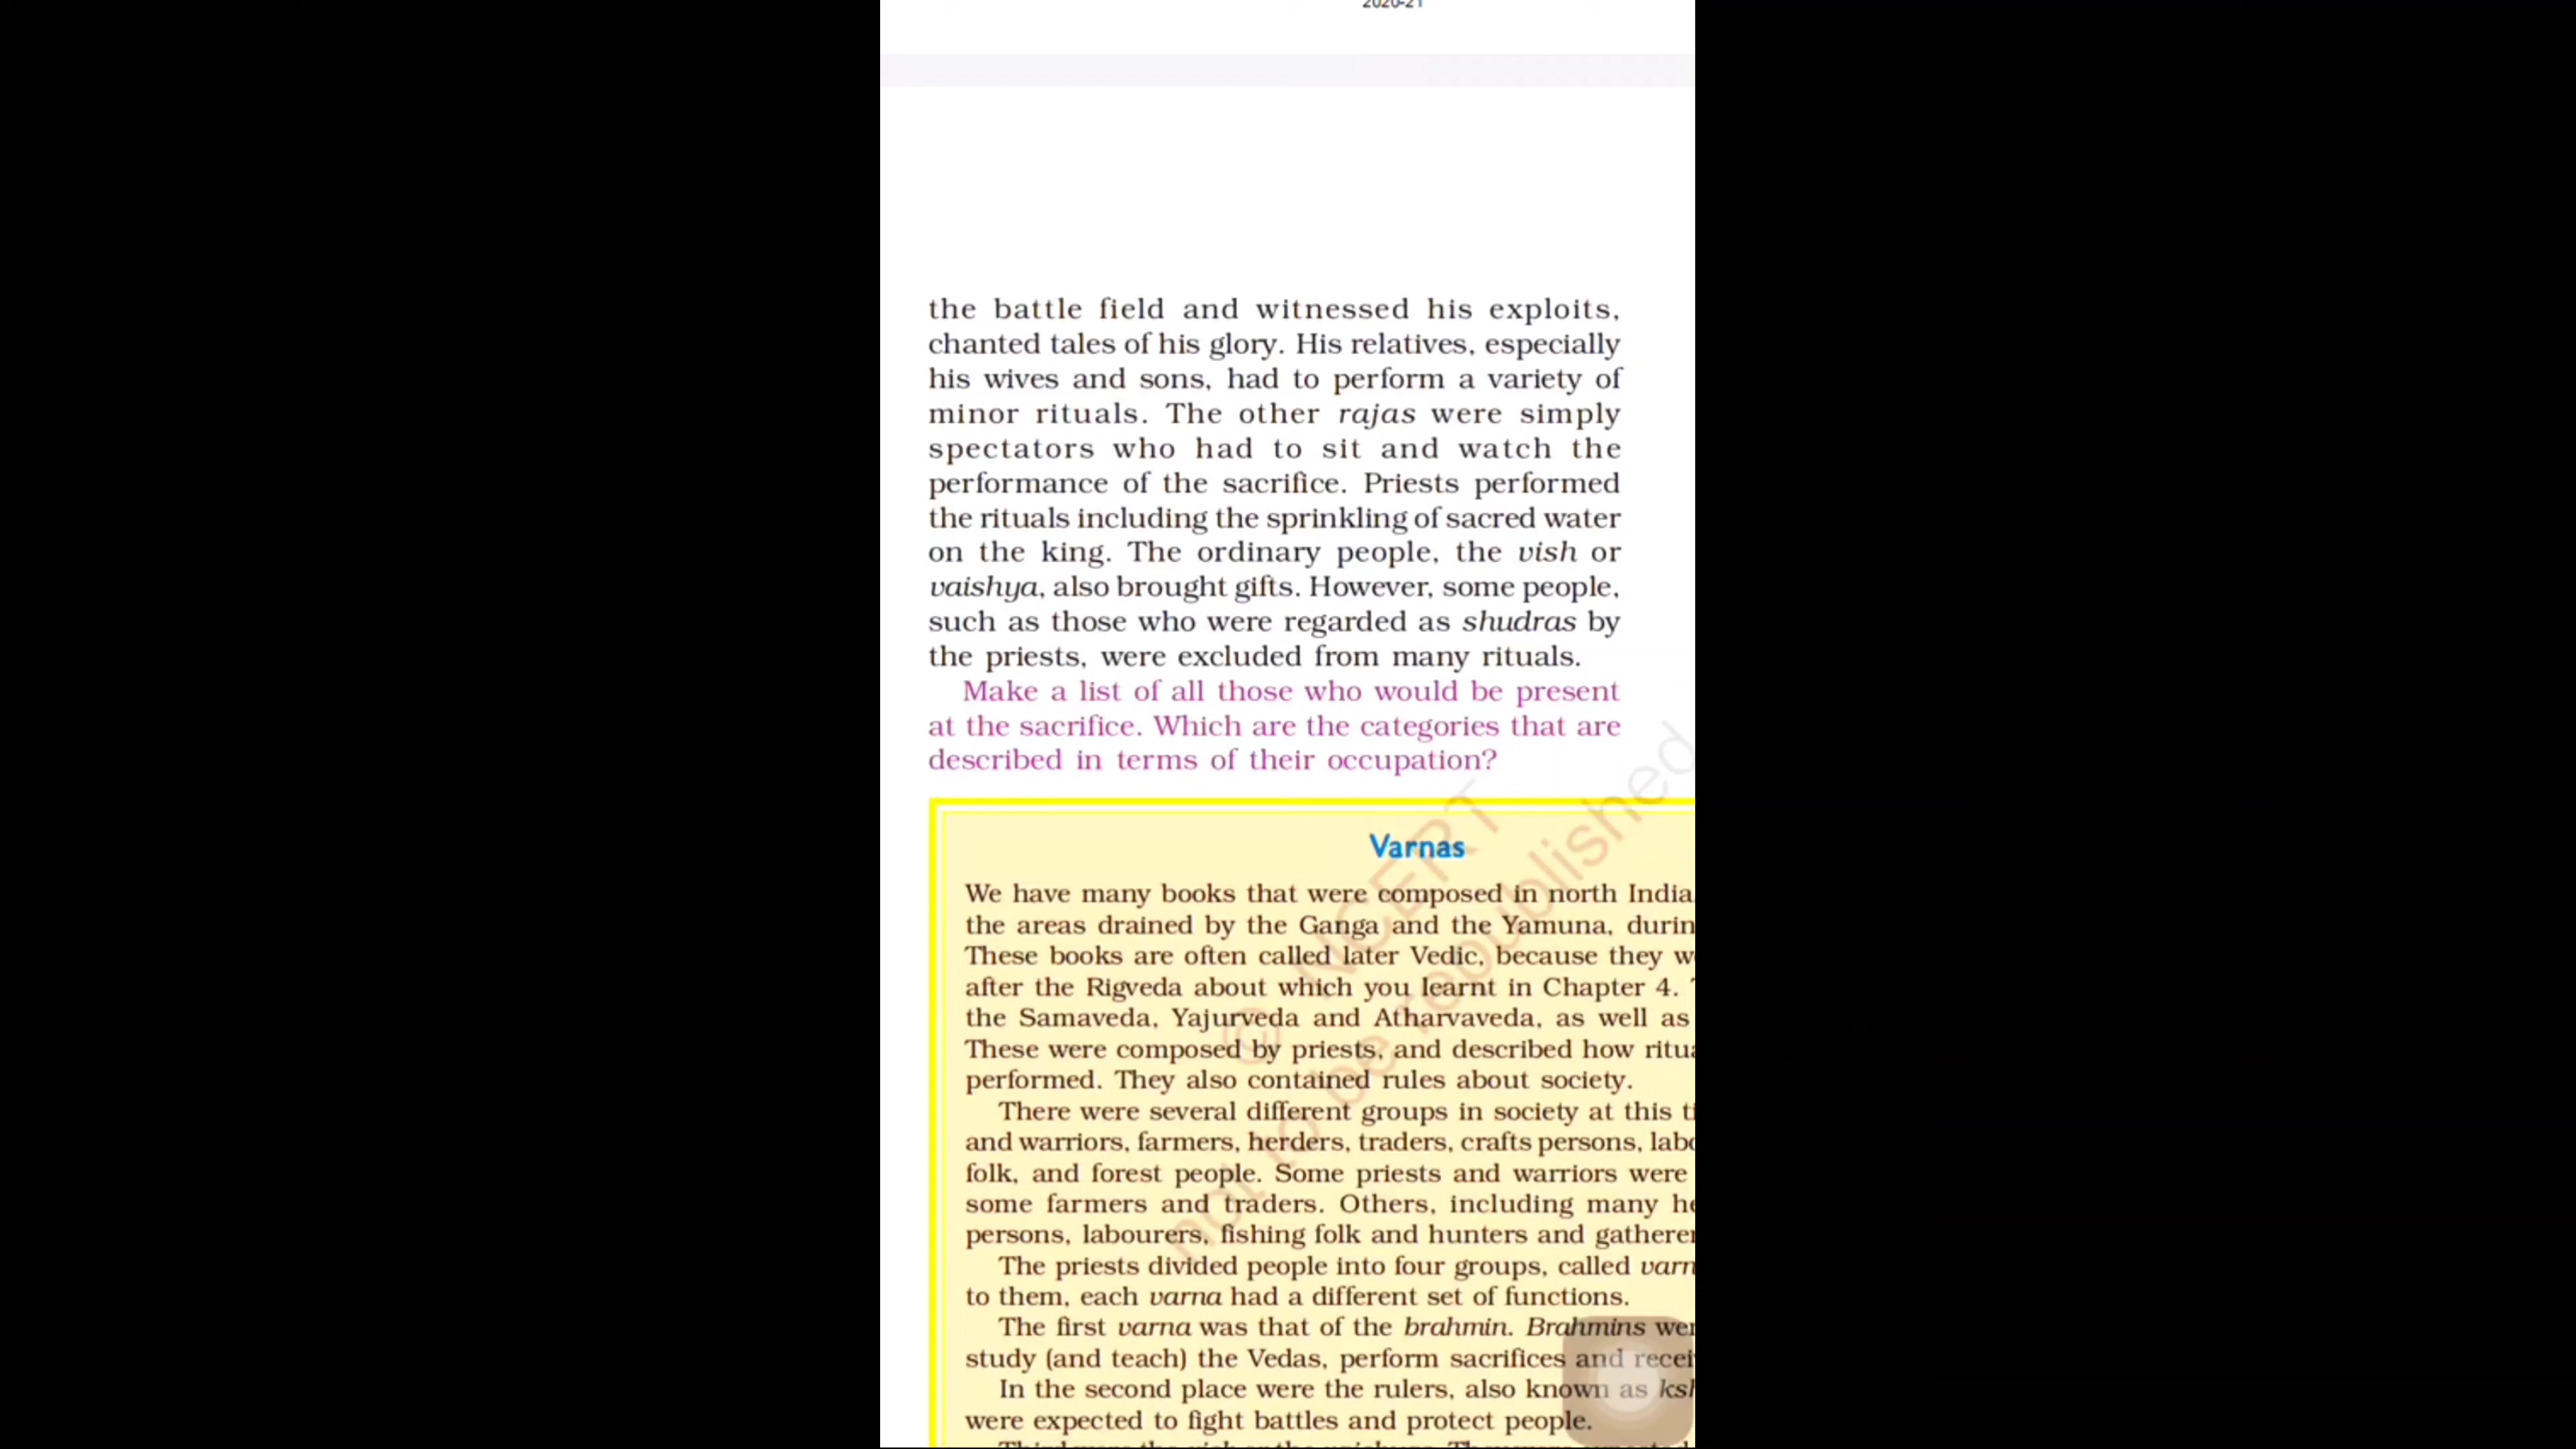 2020-21
the battle field and witnessed his exploits,
chanted tales of his glory. His relatives, especially
his wives and sons, had to perform a variety of
minor rituals. The other rajas were simply
spectators who had to sit and watch the
performance of the sacrifice. Priests performed
the rituals including the sprinkling of sacred water
on the king. The ordinary people, the vish or
vaishya, also brought gifts. However, some people,
such as those who were regarded as shudras by
the priests, were excluded from many rituals.
Make a list of all those who would be present
at the sacrifice. Which are the categories that are
described in terms of their occupation?
Varnas
We have many books that were composed in north India
the areas drained by the Ganga and the Yamuna, durin
These books are often called later Vedic, because they w
after the Rigveda about which you learnt in Chapter 4.
the Samaveda, Yajurveda and Atharvaveda, as well as
These were composed by priests, and described how ritu
performed. They also contained rules about society.
There were several different groups in society at this t
and warriors, farmers, herders, traders, crafts persons, labo
folk, and forest people. Some priests and warriors were
some farmers and traders. Others, including many he
persons, labourers, fishing folk and hunters and gatherer
The priests divided people into four groups, called varn
to them, each varna had a different set of functions.
The first varna was that of the brahmin. Brahmins wer
study (and teach) the Vedas, perform sacrifices and recei
In the second place were the rulers, also known as ksh
were expected to fight battles and protect people.
© NCERT
not to be republished